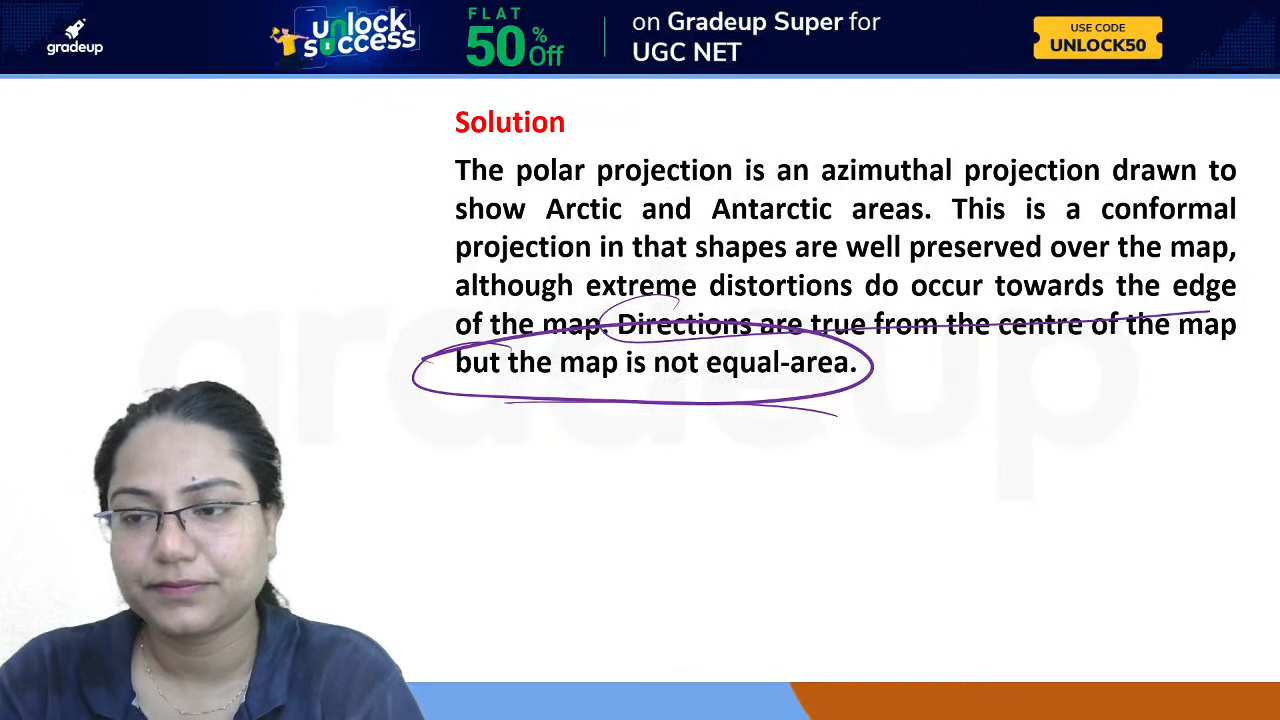 gradeup
unlock
success
FLAT
50% Off
on Gradeup Super for
UGC NET
USE CODE
UNLOCK50
Solution
The polar projection is an azimuthal projection drawn to
show Arctic and Antarctic areas. This is a conformal
projection in that shapes are well preserved over the map,
although extreme distortions do occur towards the edge
of the map. Directions are true from the centre of the map
but the map is not equal-area.
gradeup